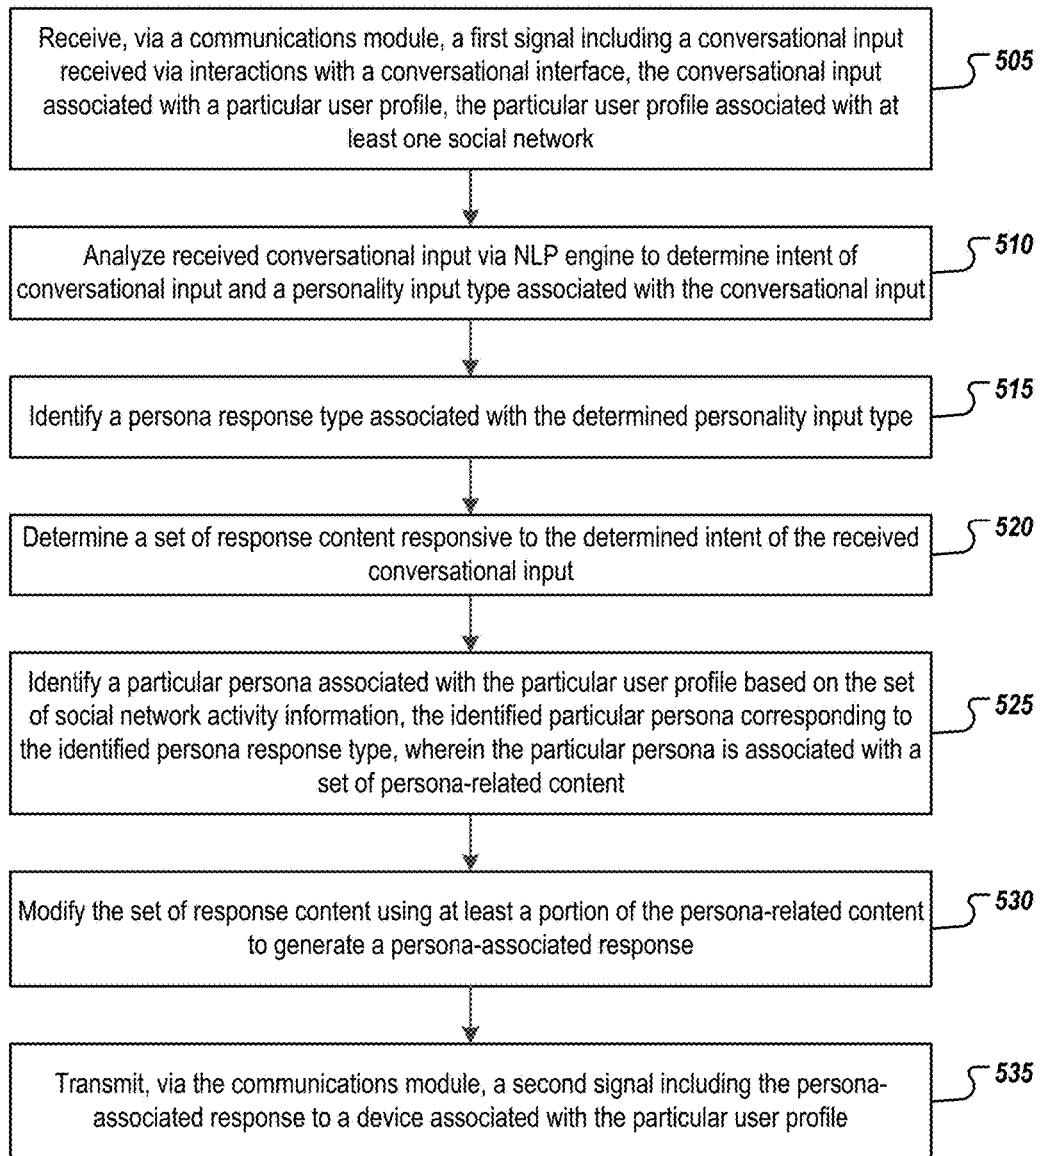 Receive, via a communications module, a first signal including a conversational input
received via interactions with a conversational interface, the conversational input
associated with a particular user profile, the particular user profile associated with at
least one social network
505
Analyze received conversational input via NLP engine to determine intent of
conversational input and a personality input type associated with the conversational input
510
Identify a persona response type associated with the determined personality input type
515
Determine a set of response content responsive to the determined intent of the received
conversational input
520
Identify a particular persona associated with the particular user profile based on the set
of social network activity information, the identified particular persona corresponding to
the identified persona response type, wherein the particular persona is associated with a
set of persona-related content
525
Modify the set of response content using at least a portion of the persona-related content
to generate a persona-associated response
530
Transmit, via the communications module, a second signal including the persona-
associated response to a device associated with the particular user profile
535